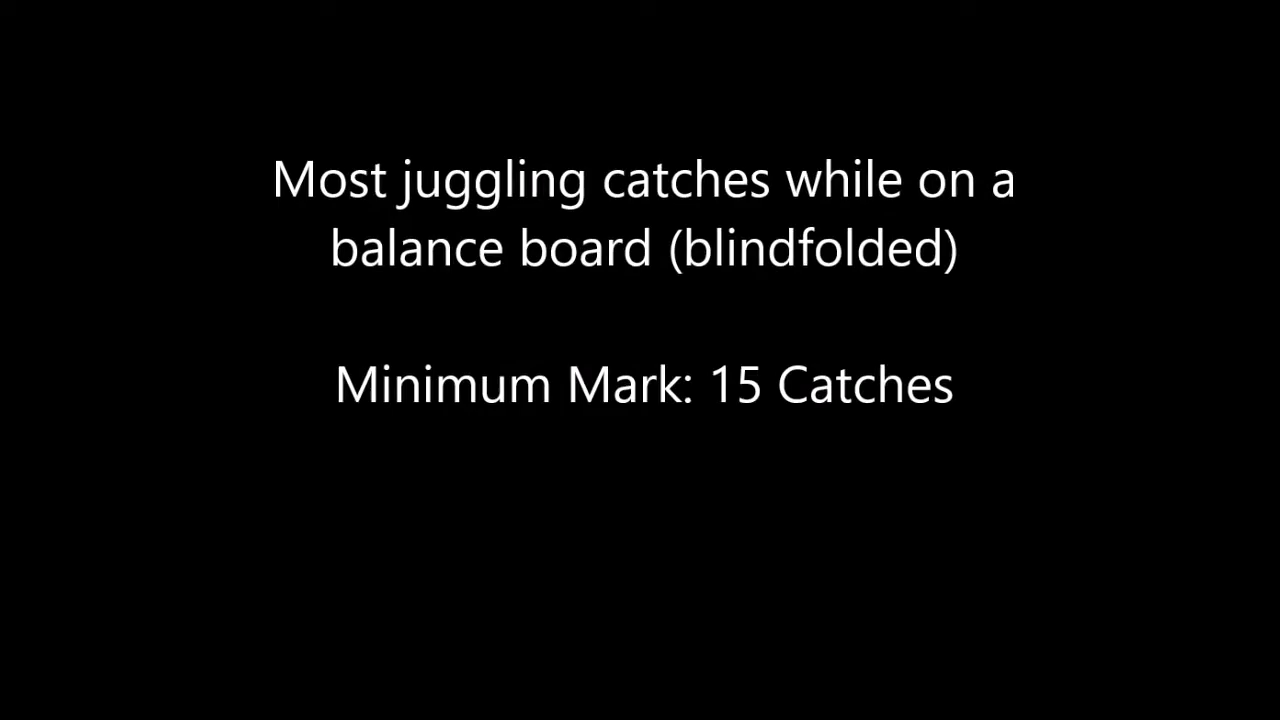 Most juggling catches while on a
balance board (blindfolded)
Minimum Mark: 15 Catches